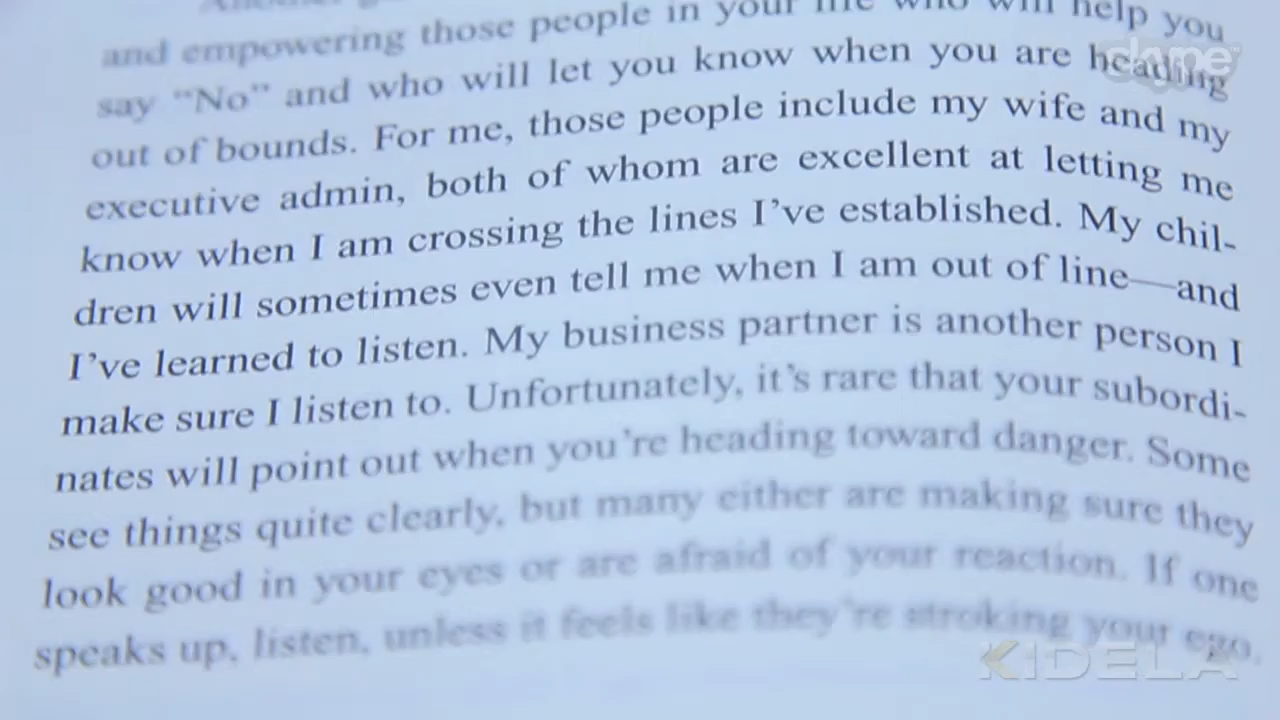 and empowering those people in your life who will help you
say “No” and who will let you know when you are heading
out of bounds. For me, those people include my wife and my
executive admin, both of whom are excellent at letting me
know when I am crossing the lines I’ve established. My chil-
dren will sometimes even tell me when I am out of line—and
I’ve learned to listen. My business partner is another person I
make sure I listen to. Unfortunately, it’s rare that your subordi-
nates will point out when you’re heading toward danger. Some
see things quite clearly, but many either are making sure they
look good in your eyes or are afraid of your reaction. If one
speaks up, listen, unless it feels like they’re stroking your ego.
KIDELA